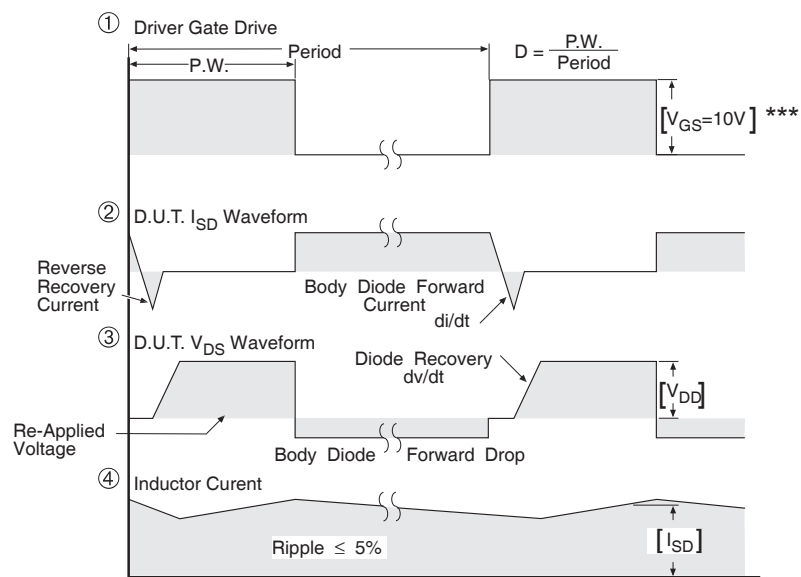 ① Driver Gate Drive
Period
P.W.
D = P.W. / Period
[VGS=10V] ***
② D.U.T. ISD Waveform
Reverse
Recovery
Current
Body Diode Forward
Current
di/dt
③ D.U.T. VDS Waveform
Diode Recovery
dv/dt
[VDD]
Re-Applied
Voltage
Body Diode Forward Drop
④ Inductor Curent
Ripple ≤ 5%
[ISD]